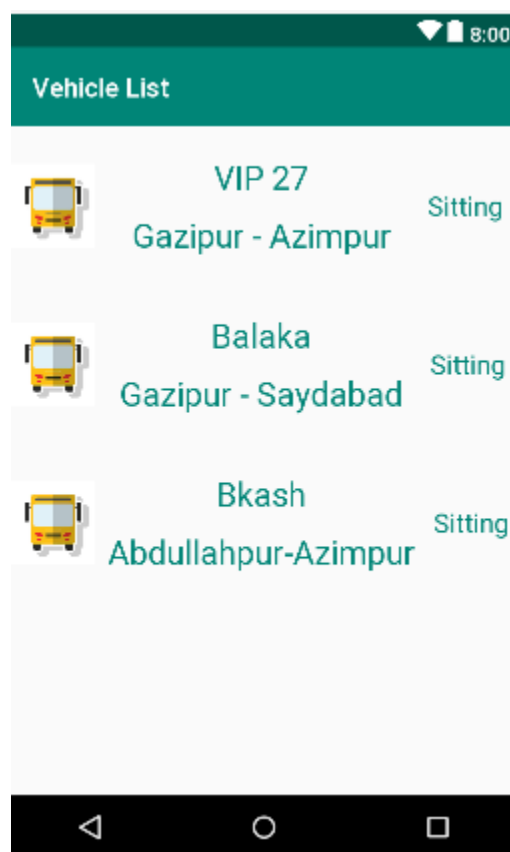 8:00
Vehicle List
VIP 27
Gazipur - Azimpur
Sitting
Balaka
Gazipur - Saydabad
Sitting
Bkash
Abdullahpur-Azimpur
Sitting